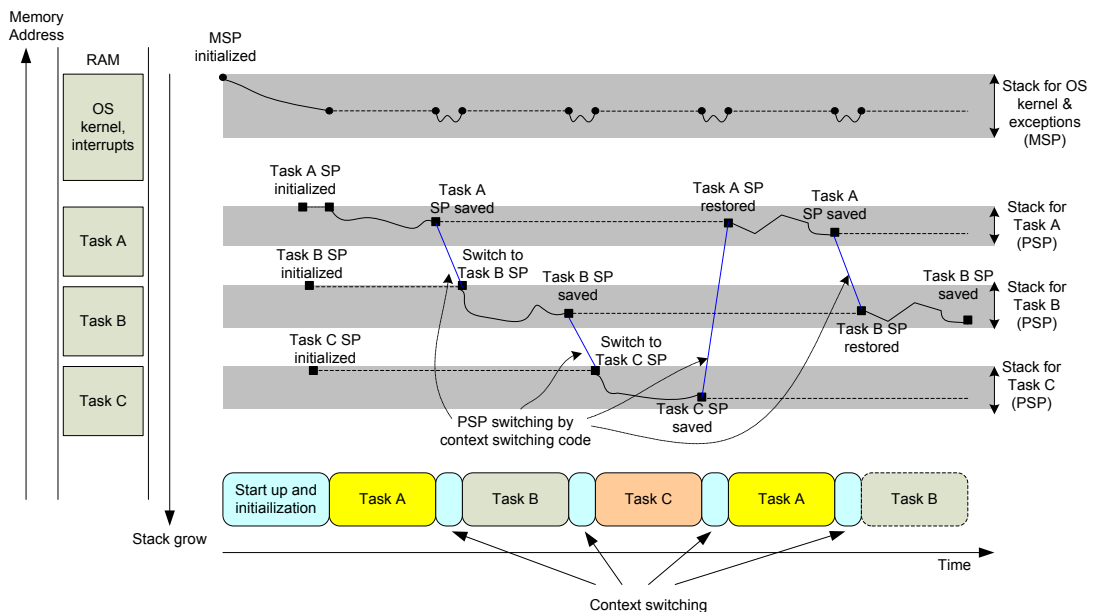 Memory
Address
RAM
OS
kernel,
interrupts
Task A
Task B
Task C
Stack grow
MSP
initialized
Stack for OS
kernel &
exceptions
(MSP)
Task A SP
initialized
Task A
SP saved
Task A SP
restored
Task A
SP saved
Stack for
Task A
(PSP)
Task B SP
initialized
Switch to
Task B SP
Task B SP
saved
Task B SP
saved
Stack for
Task B
(PSP)
Task B SP
restored
Task C SP
initialized
Switch to
Task C SP
Stack for
Task C
(PSP)
Task C SP
saved
PSP switching by
context switching code
Start up and
initiailization
Task A
Task B
Task C
Task A
Task B
Time
Context switching